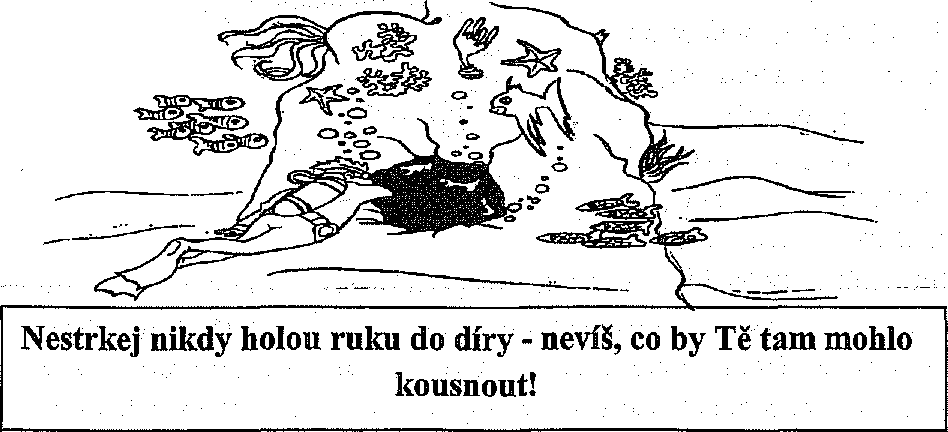 Nestrkej nikdy holou ruku do díry - nevíš, co by Tě tam mohlo
kousnout!